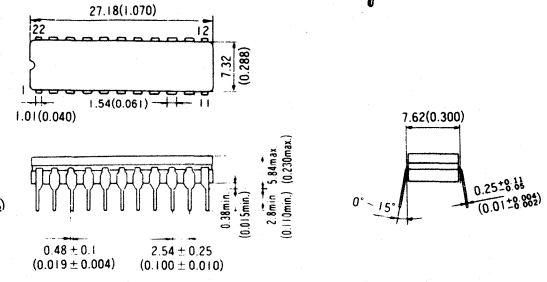 27.18(1.070)
22
12
7.32
(0.288)
1
1.54(0.061)
11
1.01(0.040)
7.62(0.300)
5.84max
(0.230max.)
0.38min.
(0.015min.)
2.8min
(0.110min.)
0° ~ 15°
0.25 +0.11 -0.05
(0.01 +0.004 -0.002)
0.48 ± 0.1
(0.019 ± 0.004)
2.54 ± 0.25
(0.100 ± 0.010)